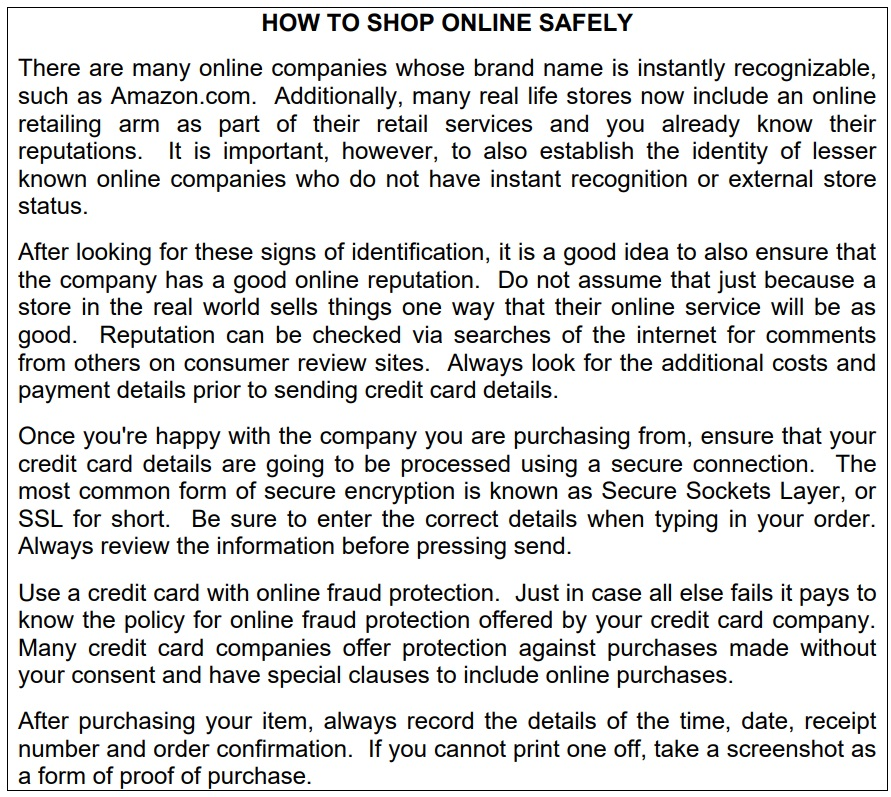 HOW TO SHOP ONLINE SAFELY
There are many online companies whose brand name is instantly recognizable,
such as Amazon.com.  Additionally, many real life stores now include an online
retailing arm as part of their retail services and you already know their
reputations.  It is important, however, to also establish the identity of lesser
known online companies who do not have instant recognition or external store
status.
After looking for these signs of identification, it is a good idea to also ensure that
the company has a good online reputation.  Do not assume that just because a
store in the real world sells things one way that their online service will be as
good.  Reputation can be checked via searches of the internet for comments
from others on consumer review sites.  Always look for the additional costs and
payment details prior to sending credit card details.
Once you're happy with the company you are purchasing from, ensure that your
credit card details are going to be processed using a secure connection.  The
most common form of secure encryption is known as Secure Sockets Layer, or
SSL for short.  Be sure to enter the correct details when typing in your order.
Always review the information before pressing send.
Use a credit card with online fraud protection.  Just in case all else fails it pays to
know the policy for online fraud protection offered by your credit card company.
Many credit card companies offer protection against purchases made without
your consent and have special clauses to include online purchases.
After purchasing your item, always record the details of the time, date, receipt
number and order confirmation.  If you cannot print one off, take a screenshot as
a form of proof of purchase.